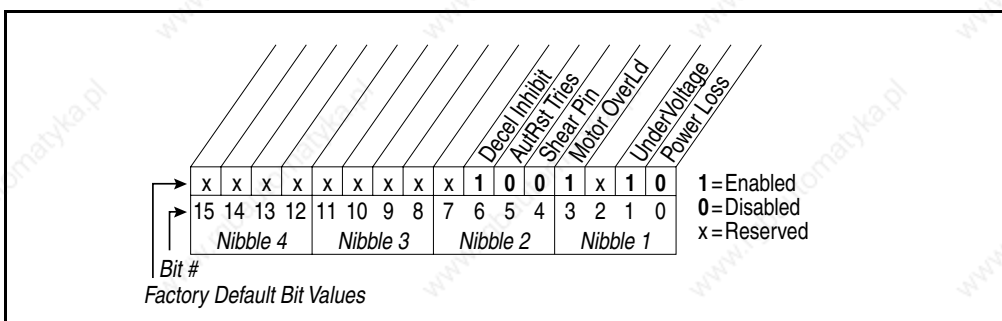 Decel Inhibit
AutRst Tries
Shear Pin
Motor OverLd
UnderVoltage
Power Loss
x x x x x x x x x 1 0 0 1 x 1 0
15 14 13 12 11 10 9 8 7 6 5 4 3 2 1 0
Nibble 4 Nibble 3 Nibble 2 Nibble 1
1=Enabled
0=Disabled
x=Reserved
Bit #
Factory Default Bit Values